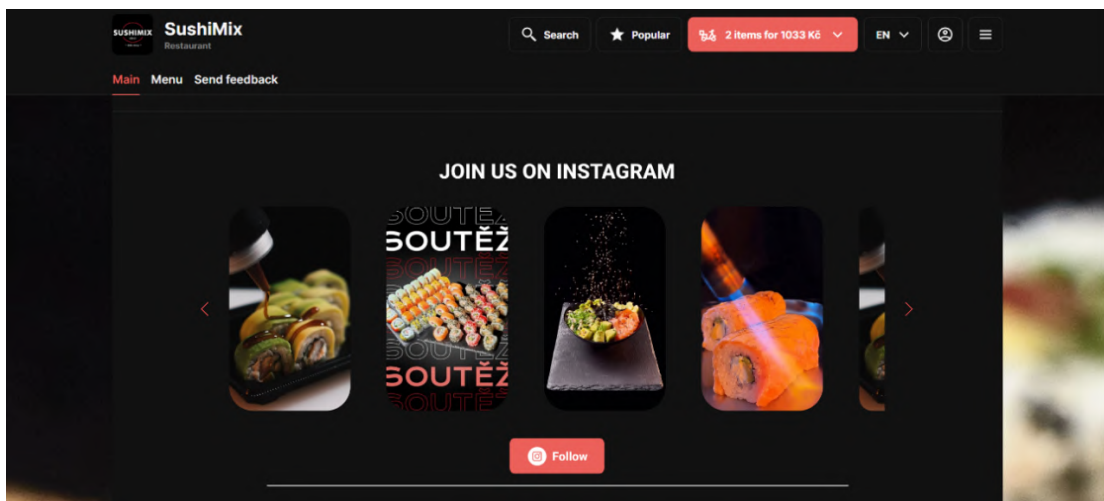 SUSHIMIX
SushiMix
Restaurant
Search
Popular
2 items for 1033 Kč
EN
Main
Menu
Send feedback
JOIN US ON INSTAGRAM
SOUTĚŽ
SOUTĚŽ
SOUTĚŽ
SOUTĚŽ
SOUTĚŽ
SOUTĚŽ
Follow